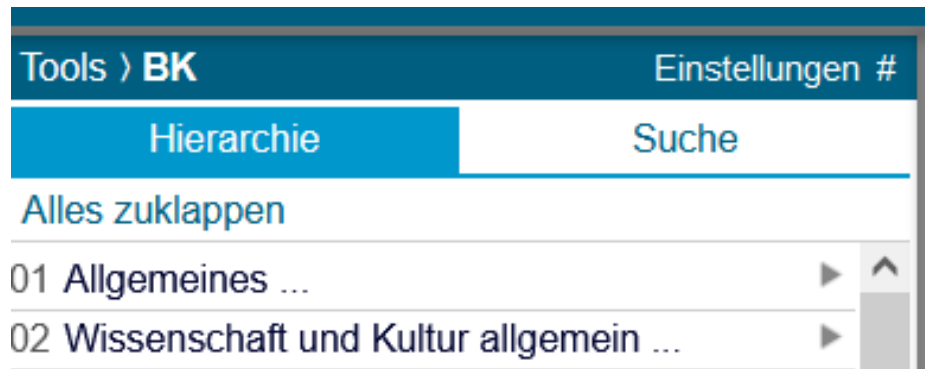 Tools ⟩ BK Einstellungen #
Hierarchie Suche
Alles zuklappen
01 Allgemeines ...
02 Wissenschaft und Kultur allgemein ...